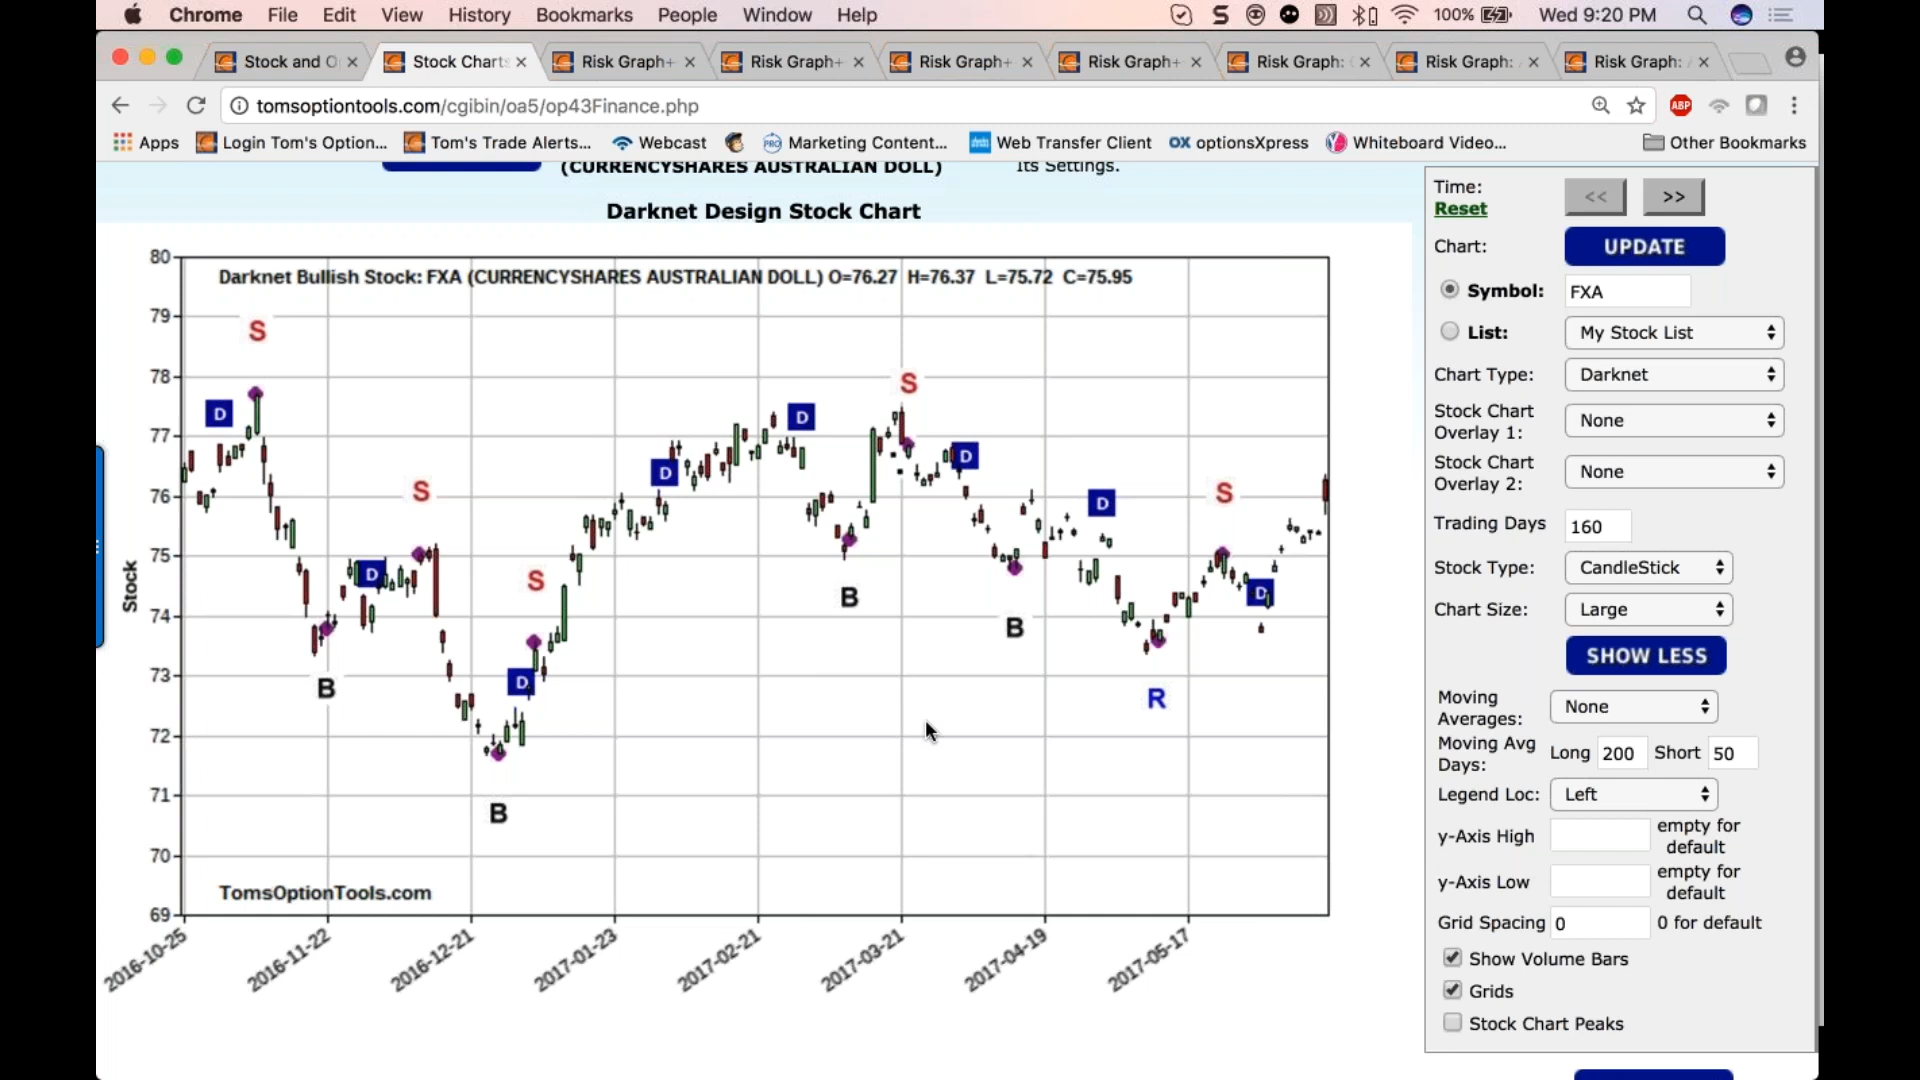 Chrome File Edit View History Bookmarks People Window Help 100% Wed 9:20 PM
Stock and O Stock Charts Risk Graph+ Risk Graph+ Risk Graph+ Risk Graph+ Risk Graph: Risk Graph: Risk Graph:
tomsoptiontools.com/cgibin/oa5/op43Finance.php ABP
Apps Login Tom's Option... Tom's Trade Alerts... Webcast Marketing Content... Web Transfer Client OX optionsXpress Whiteboard Video... Other Bookmarks
(CURRENCYSHARES AUSTRALIAN DOLL) Its Settings.
Darknet Design Stock Chart
Darknet Bullish Stock: FXA (CURRENCYSHARES AUSTRALIAN DOLL) O=76.27 H=76.37 L=75.72 C=75.95
80
79
78
77
76
75
74
73
72
71
70
69
Stock
S
D
B
D
S
B
D
S
D
D
B
S
D
B
D
R
S
D
TomsOptionTools.com
2016-10-25
2016-11-22
2016-12-21
2017-01-23
2017-02-21
2017-03-21
2017-04-19
2017-05-17
Time:
Reset
<< >>
Chart: UPDATE
Symbol: FXA
List: My Stock List
Chart Type: Darknet
Stock Chart
Overlay 1: None
Stock Chart
Overlay 2: None
Trading Days 160
Stock Type: CandleStick
Chart Size: Large
SHOW LESS
Moving
Averages: None
Moving Avg
Days: Long 200 Short 50
Legend Loc: Left
y-Axis High empty for
default
y-Axis Low empty for
default
Grid Spacing 0 0 for default
Show Volume Bars
Grids
Stock Chart Peaks